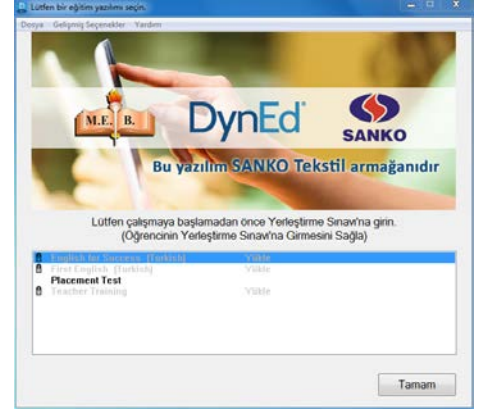 Lütfen bir eğitim yazılımı seçin.
Dosya Gelişmiş Seçenekler Yardım
M.E. B.
DynEd
SANKO
Bu yazılım SANKO Tekstil armağanıdır
Lütfen çalışmaya başlamadan önce Yerleştirme Sınavı'na girin.
(Öğrencinin Yerleştirme Sınavı'na Girmesini Sağla)
English for Success (Turkish) Yükle
First English (Turkish) Yükle
Placement Test
Teacher Training Yükle
Tamam